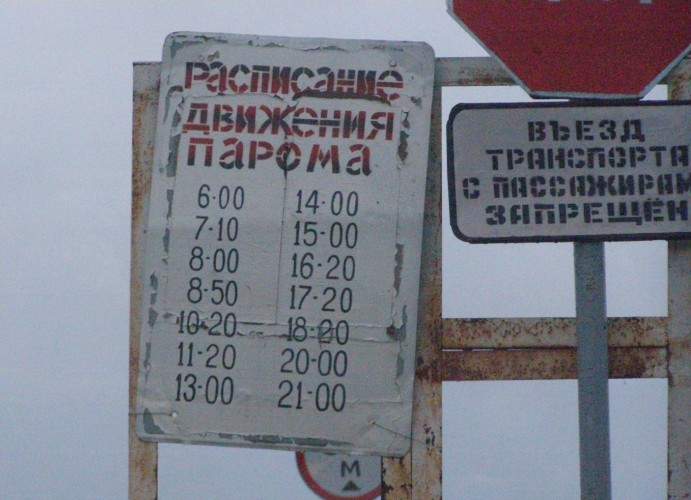 Расписание
движения
парома
6-00 14-00
7-10 15-00
8-00 16-20
8-50 17-20
10-20 18-20
11-20 20-00
13-00 21-00
ВЪЕЗД
ТРАНСПОРТА
С ПАССАЖИРАМ
ЗАПРЕЩЁН
М